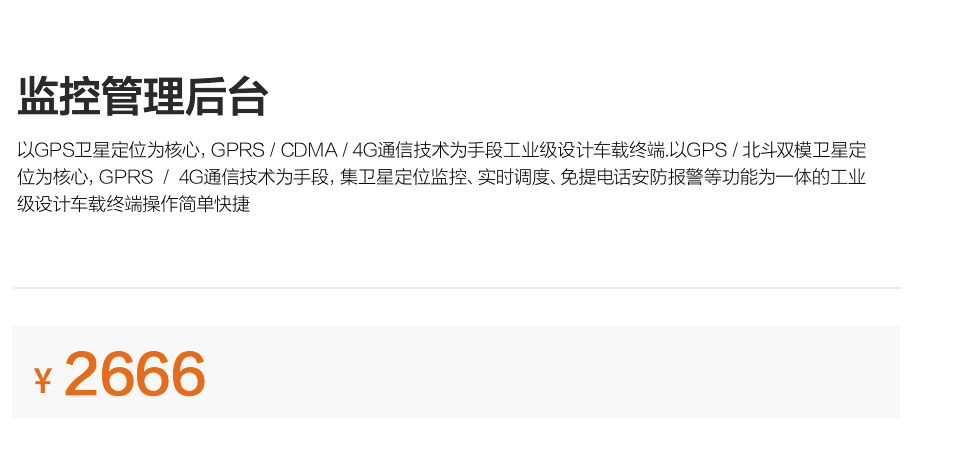 监控管理后台
以GPS卫星定位为核心, GPRS / CDMA / 4G通信技术为手段工业级设计车载终端.以GPS / 北斗双模卫星定
位为核心, GPRS / 4G通信技术为手段, 集卫星定位监控、实时调度、免提电话安防报警等功能为一体的工业
级设计车载终端操作简单快捷
¥ 2666